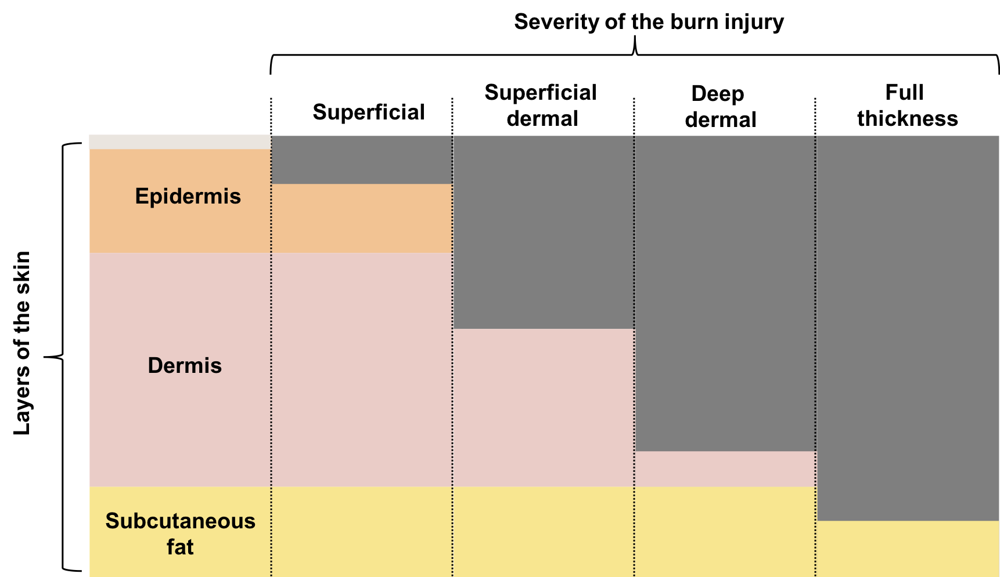 Severity of the burn injury
Superficial
Superficial
dermal
Deep
dermal
Full
thickness
Layers of the skin
Epidermis
Dermis
Subcutaneous
fat